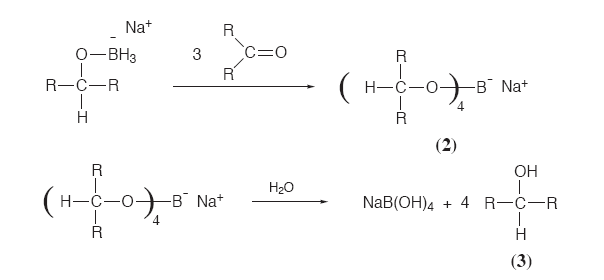 Na⁺
R
O—BH₃⁻
3
C=O
R
R—C—R
H
R
( H—C—O )₄ B⁻ Na⁺
R
(2)
R
OH
( H—C—O )₄ B⁻ Na⁺
H₂O
NaB(OH)₄ + 4 R—C—R
R
H
(3)